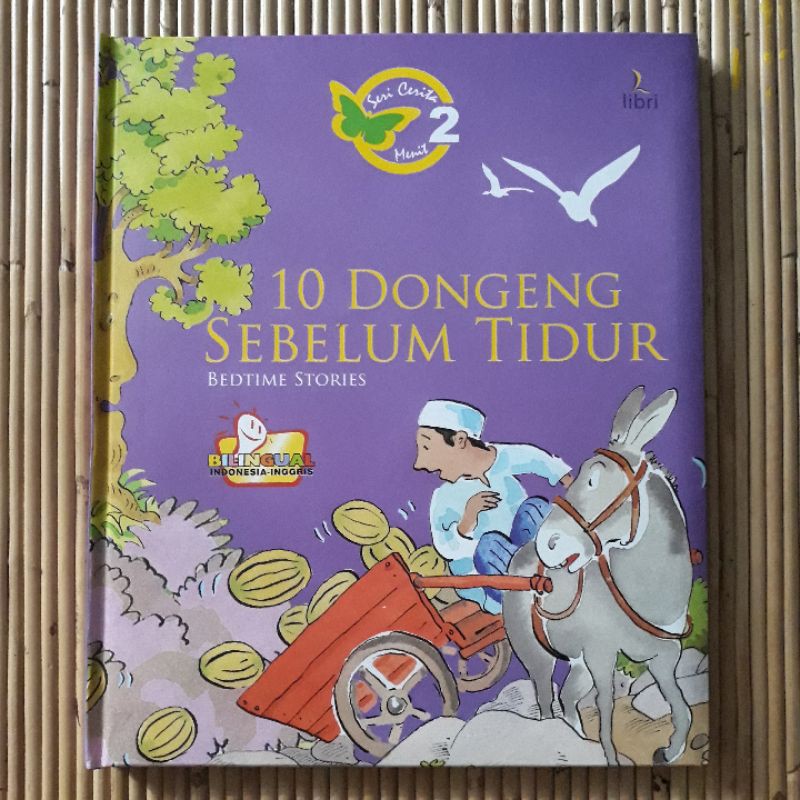 Seri Cerita
2
Menit
libri
10 DONGENG
SEBELUM TIDUR
BEDTIME STORIES
BILINGUAL
INDONESIA-INGGRIS